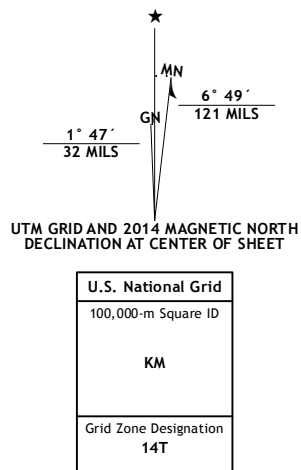 ★
MN
GN
6° 49´
121 MILS
1° 47´
32 MILS
UTM GRID AND 2014 MAGNETIC NORTH
DECLINATION AT CENTER OF SHEET
U.S. National Grid
100,000-m Square ID
KM
Grid Zone Designation
14T